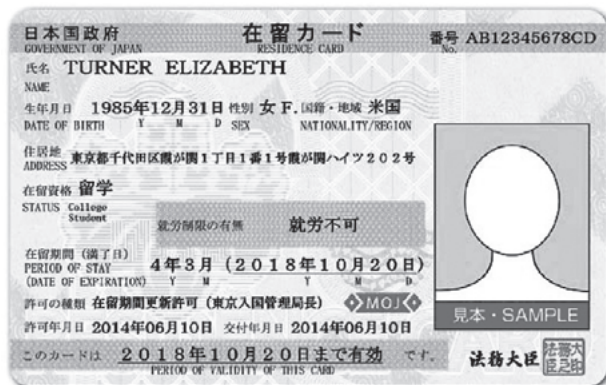 日本国政府 在留カード 番号 AB12345678CD
GOVERNMENT OF JAPAN RESIDENCE CARD No.
氏名 TURNER ELIZABETH
NAME
生年月日 1985年12月31日 性別 女 F. 国籍・地域 米国
DATE OF BIRTH Y M D SEX NATIONALITY/REGION
住居地 東京都千代田区霞が関1丁目1番1号霞が関ハイツ202号
ADDRESS
在留資格 留学
STATUS College
Student
就労制限の有無 就労不可
在留期間(満了日)
PERIOD OF STAY 4年3月(2018年10月20日)
(DATE OF EXPIRATION) Y M Y M D
許可の種類 在留期間更新許可(東京入国管理局長) MOJ
見本・SAMPLE
許可年月日 2014年06月10日 交付年月日 2014年06月10日
このカードは 2018年10月20日まで有効 です。
PERIOD OF VALIDITY OF THIS CARD
法務大臣